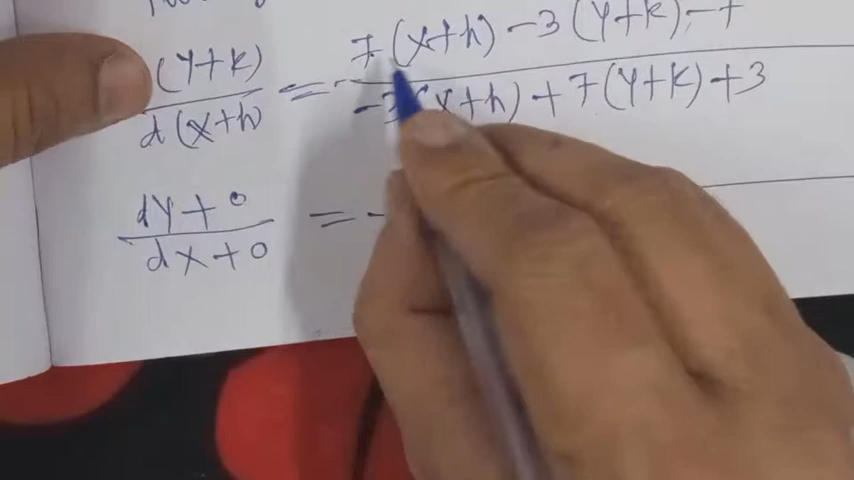 7(x+h) -3(Y+k) -7
(Y+k) / d(x+h) = -3(x+h) + 7(Y+k) +3
dY+0 / dx+0 = -